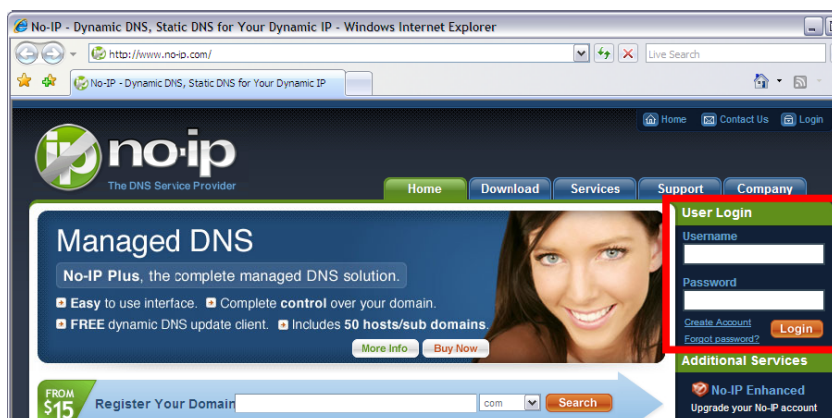 No-IP - Dynamic DNS, Static DNS for Your Dynamic IP - Windows Internet Explorer
http://www.no-ip.com/
Live Search
No-IP - Dynamic DNS, Static DNS for Your Dynamic IP
Home Contact Us Login
ip no·ip
The DNS Service Provider
Home Download Services Support Company
User Login
Username
Password
Create Account
Forgot password?
Login
Managed DNS
No-IP Plus, the complete managed DNS solution.
Easy to use interface. Complete control over your domain.
FREE dynamic DNS update client. Includes 50 hosts/sub domains.
More Info Buy Now
Additional Services
No-IP Enhanced
Upgrade your No-IP account
FROM
$15
Register Your Domain com Search